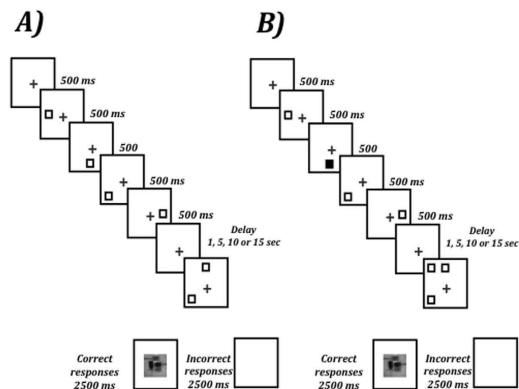 A)
500 ms
500 ms
500
500 ms
500 ms
Delay
1, 5, 10 or 15 sec
Correct
responses
2500 ms
Incorrect
responses
2500 ms
B)
500 ms
500 ms
500
500 ms
500 ms
Delay
1, 5, 10 or 15 sec
Correct
responses
2500 ms
Incorrect
responses
2500 ms